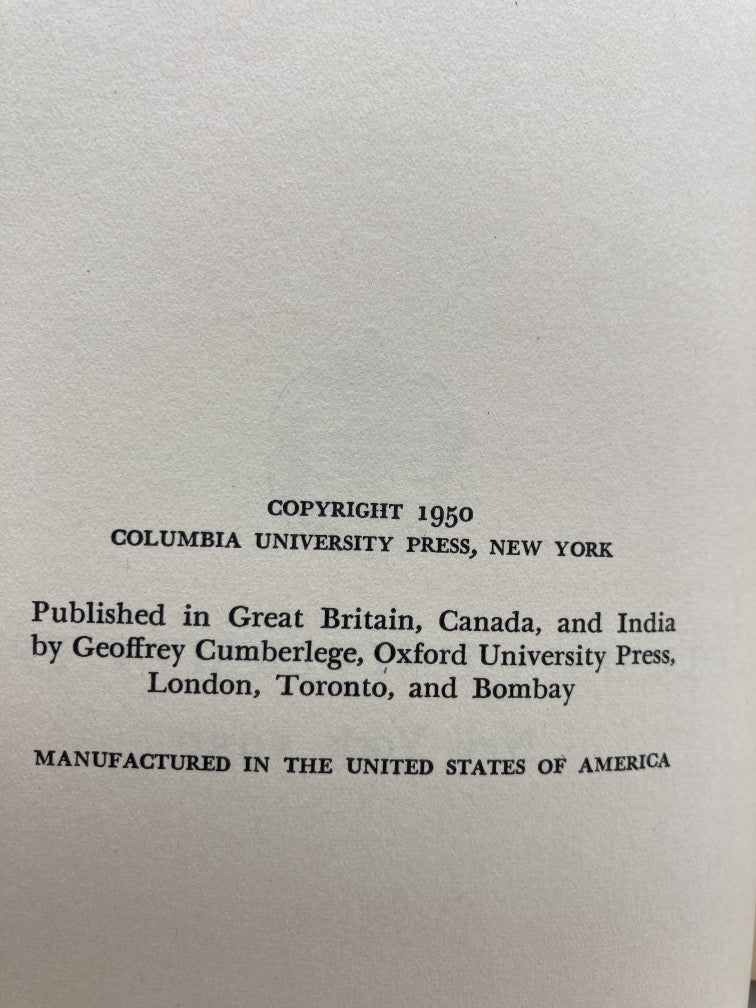 COPYRIGHT 1950
COLUMBIA UNIVERSITY PRESS, NEW YORK
Published in Great Britain, Canada, and India
by Geoffrey Cumberlege, Oxford University Press,
London, Toronto, and Bombay
MANUFACTURED IN THE UNITED STATES OF AMERICA